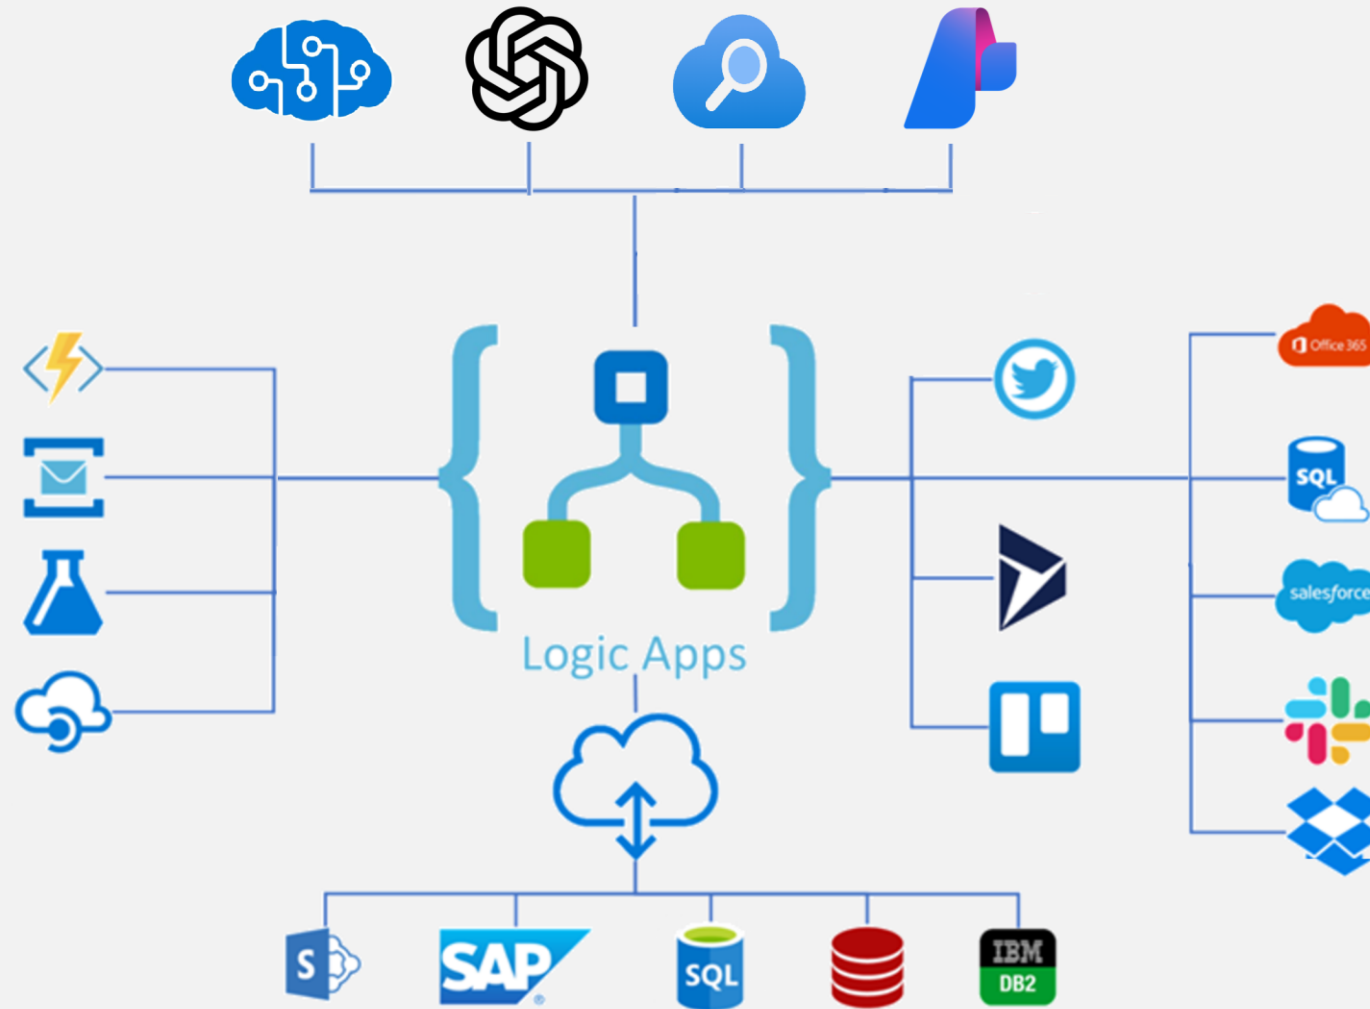 Office 365
SQL
salesforce
Logic Apps
S
SAP
®
SQL
IBM
DB2